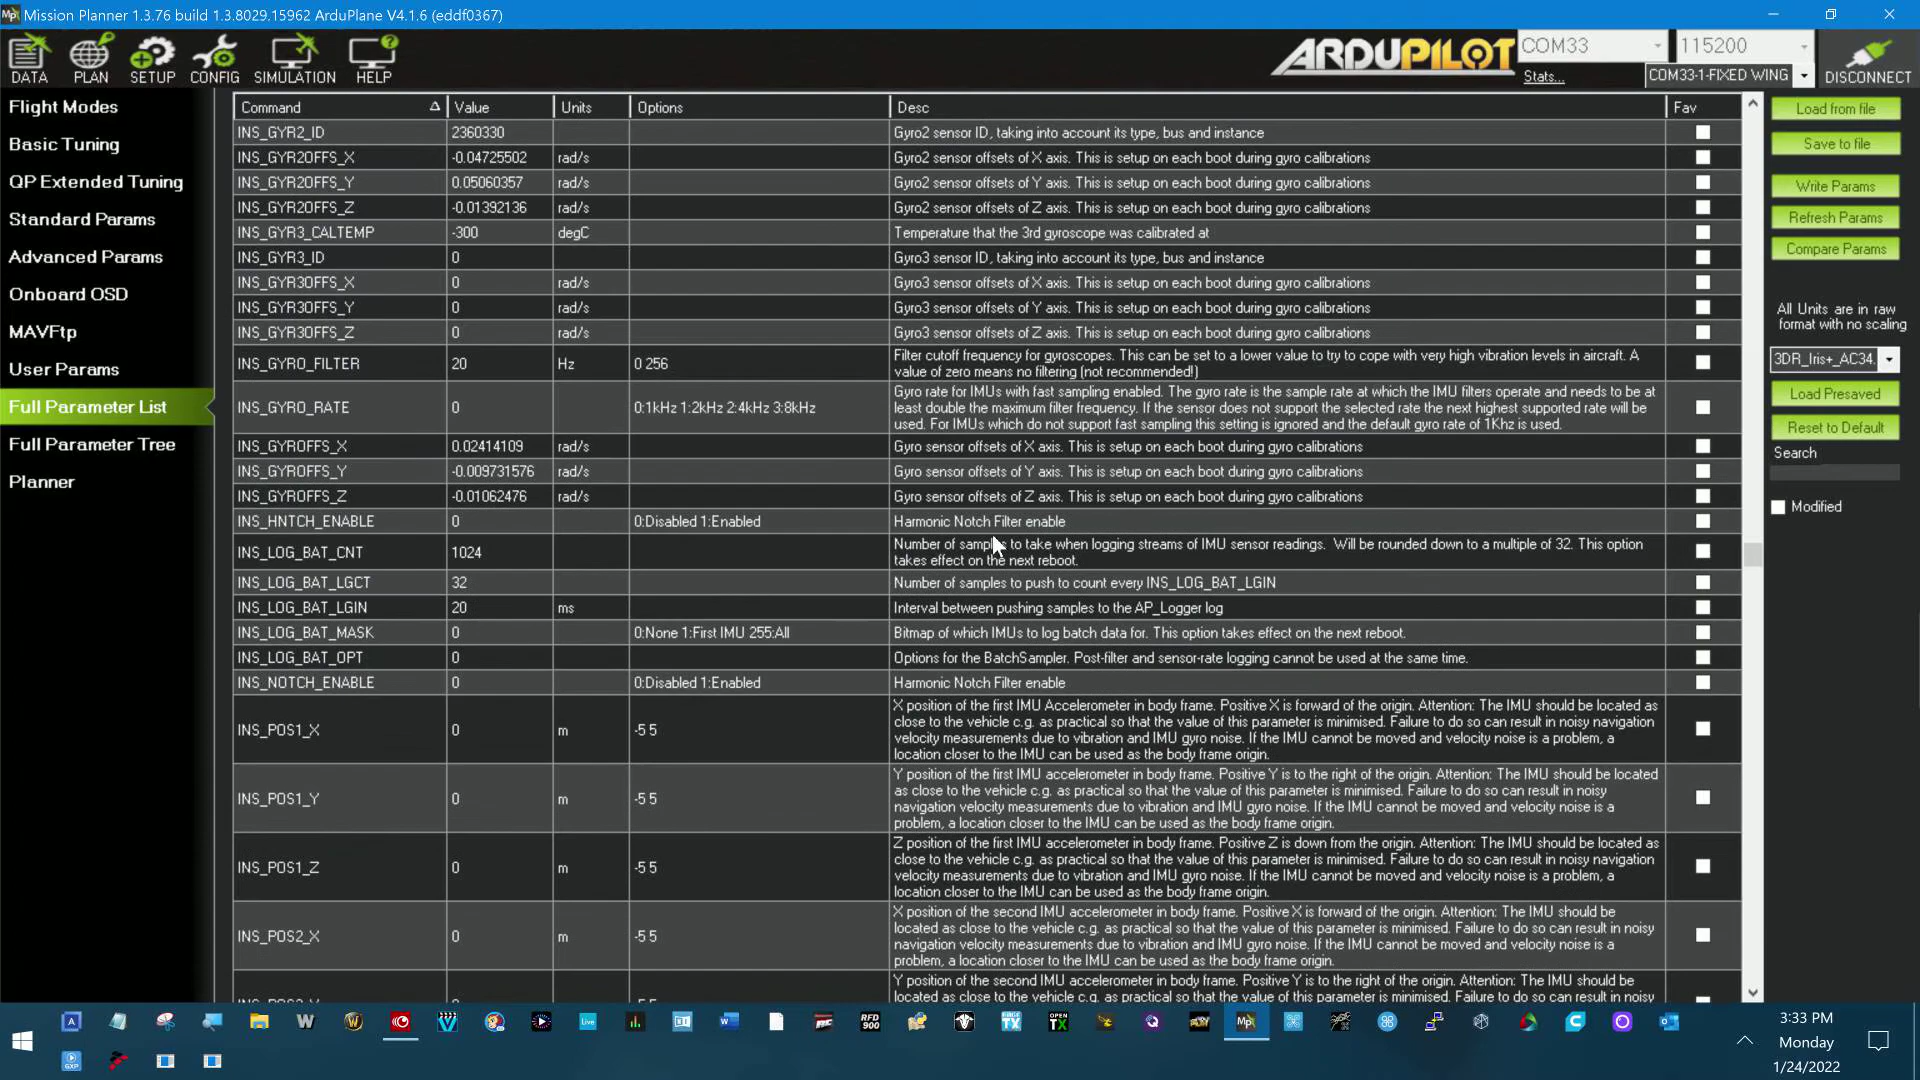 Mission Planner 1.3.76 build 1.3.8029.15962 ArduPlane V4.1.6 (eddf0367)
DATA PLAN SETUP CONFIG SIMULATION HELP
ARDUPILOT
COM33 115200
Stats... COM33-1-FIXED WING DISCONNECT
Flight Modes
Basic Tuning
QP Extended Tuning
Standard Params
Advanced Params
Onboard OSD
MAVFtp
User Params
Full Parameter List
Full Parameter Tree
Planner
Command Value Units Options Desc Fav
INS_GYR2_ID 2360330 Gyro2 sensor ID, taking into account its type, bus and instance
INS_GYR2OFFS_X -0.04725502 rad/s Gyro2 sensor offsets of X axis. This is setup on each boot during gyro calibrations
INS_GYR2OFFS_Y 0.05060357 rad/s Gyro2 sensor offsets of Y axis. This is setup on each boot during gyro calibrations
INS_GYR2OFFS_Z -0.01392136 rad/s Gyro2 sensor offsets of Z axis. This is setup on each boot during gyro calibrations
INS_GYR3_CALTEMP -300 degC Temperature that the 3rd gyroscope was calibrated at
INS_GYR3_ID 0 Gyro3 sensor ID, taking into account its type, bus and instance
INS_GYR3OFFS_X 0 rad/s Gyro3 sensor offsets of X axis. This is setup on each boot during gyro calibrations
INS_GYR3OFFS_Y 0 rad/s Gyro3 sensor offsets of Y axis. This is setup on each boot during gyro calibrations
INS_GYR3OFFS_Z 0 rad/s Gyro3 sensor offsets of Z axis. This is setup on each boot during gyro calibrations
INS_GYRO_FILTER 20 Hz 0 256 Filter cutoff frequency for gyroscopes. This can be set to a lower value to try to cope with very high vibration levels in aircraft. A
value of zero means no filtering (not recommended!)
INS_GYRO_RATE 0 0:1kHz 1:2kHz 2:4kHz 3:8kHz Gyro rate for IMUs with fast sampling enabled. The gyro rate is the sample rate at which the IMU filters operate and needs to be at
least double the maximum filter frequency. If the sensor does not support the selected rate the next highest supported rate will be
used. For IMUs which do not support fast sampling this setting is ignored and the default gyro rate of 1Khz is used.
INS_GYROFFS_X 0.02414109 rad/s Gyro sensor offsets of X axis. This is setup on each boot during gyro calibrations
INS_GYROFFS_Y -0.009731576 rad/s Gyro sensor offsets of Y axis. This is setup on each boot during gyro calibrations
INS_GYROFFS_Z -0.01062476 rad/s Gyro sensor offsets of Z axis. This is setup on each boot during gyro calibrations
INS_HNTCH_ENABLE 0 0:Disabled 1:Enabled Harmonic Notch Filter enable
INS_LOG_BAT_CNT 1024 Number of samples to take when logging streams of IMU sensor readings. Will be rounded down to a multiple of 32. This option
takes effect on the next reboot.
INS_LOG_BAT_LGCT 32 Number of samples to push to count every INS_LOG_BAT_LGIN
INS_LOG_BAT_LGIN 20 ms Interval between pushing samples to the AP_Logger log
INS_LOG_BAT_MASK 0 0:None 1:First IMU 255:All Bitmap of which IMUs to log batch data for. This option takes effect on the next reboot.
INS_LOG_BAT_OPT 0 Options for the BatchSampler. Post-filter and sensor-rate logging cannot be used at the same time.
INS_NOTCH_ENABLE 0 0:Disabled 1:Enabled Harmonic Notch Filter enable
INS_POS1_X 0 m -5 5 X position of the first IMU Accelerometer in body frame. Positive X is forward of the origin. Attention: The IMU should be located as
close to the vehicle c.g. as practical so that the value of this parameter is minimised. Failure to do so can result in noisy navigation
velocity measurements due to vibration and IMU gyro noise. If the IMU cannot be moved and velocity noise is a problem, a
location closer to the IMU can be used as the body frame origin.
INS_POS1_Y 0 m -5 5 Y position of the first IMU accelerometer in body frame. Positive Y is to the right of the origin. Attention: The IMU should be located
as close to the vehicle c.g. as practical so that the value of this parameter is minimised. Failure to do so can result in noisy
navigation velocity measurements due to vibration and IMU gyro noise. If the IMU cannot be moved and velocity noise is a
problem, a location closer to the IMU can be used as the body frame origin.
INS_POS1_Z 0 m -5 5 Z position of the first IMU accelerometer in body frame. Positive Z is down from the origin. Attention: The IMU should be located as
close to the vehicle c.g. as practical so that the value of this parameter is minimised. Failure to do so can result in noisy navigation
velocity measurements due to vibration and IMU gyro noise. If the IMU cannot be moved and velocity noise is a problem, a
location closer to the IMU can be used as the body frame origin.
INS_POS2_X 0 m -5 5 X position of the second IMU accelerometer in body frame. Positive X is forward of the origin. Attention: The IMU should be
located as close to the vehicle c.g. as practical so that the value of this parameter is minimised. Failure to do so can result in noisy
navigation velocity measurements due to vibration and IMU gyro noise. If the IMU cannot be moved and velocity noise is a
problem, a location closer to the IMU can be used as the body frame origin.
Y position of the second IMU accelerometer in body frame. Positive Y is to the right of the origin. Attention: The IMU should be
located as close to the vehicle c.g. as practical so that the value of this parameter is minimised. Failure to do so can result in noisy
Load from file
Save to file
Write Params
Refresh Params
Compare Params
All Units are in raw
format with no scaling
3DR_Iris+_AC34.
Load Presaved
Reset to Default
Search
Modified
3:33 PM
Monday
1/24/2022